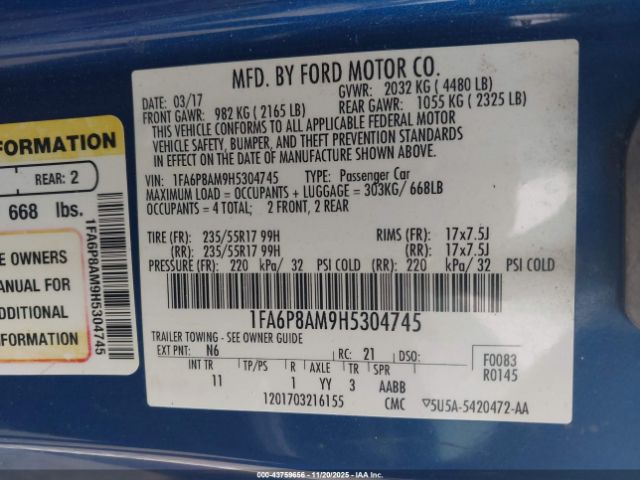 MFD. BY FORD MOTOR CO.
DATE: 03/17
GVWR: 2032 KG ( 4480 LB)
FRONT GAWR: 982 KG ( 2165 LB)
REAR GAWR: 1055 KG ( 2325 LB)
THIS VEHICLE CONFORMS TO ALL APPLICABLE FEDERAL MOTOR
VEHICLE SAFETY, BUMPER, AND THEFT PREVENTION STANDARDS
IN EFFECT ON THE DATE OF MANUFACTURE SHOWN ABOVE.
VIN: 1FA6P8AM9H5304745 TYPE: Passenger Car
MAXIMUM LOAD = OCCUPANTS + LUGGAGE = 303KG/ 668LB
OCCUPANTS = 4 TOTAL; 2 FRONT, 2 REAR
TIRE (FR): 235/55R17 99H RIMS (FR): 17x7.5J
(RR): 235/55R17 99H (RR): 17x7.5J
PRESSURE (FR): 220 kPa/ 32 PSI COLD (RR): 220 kPa/ 32 PSI COLD
1FA6P8AM9H5304745
TRAILER TOWING - SEE OWNER GUIDE
EXT PNT: N6 RC: 21 DSO:
F0083
R0145
INT TR TP/PS R AXLE TR SPR
11 1 YY 3 AABB
1201703216155 CMC 5U5A-5420472-AA
FORMATION
REAR: 2
668 lbs.
1FA6P8AM9H5304745
E OWNERS
ANUAL FOR
DDITIONAL
FORMATION
000-43759656 - 11/20/2025 - IAAI.COM